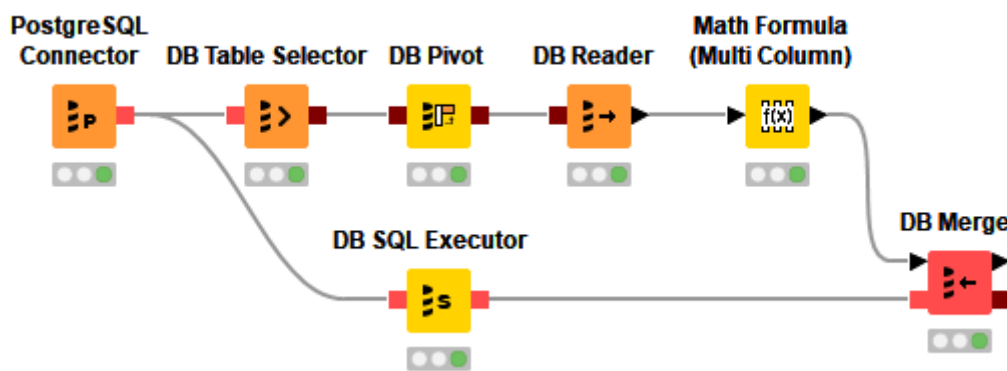 PostgreSQL
Connector
DB Table Selector
DB Pivot
DB Reader
Math Formula
(Multi Column)
P
f(x)
DB SQL Executor
S
DB Merge